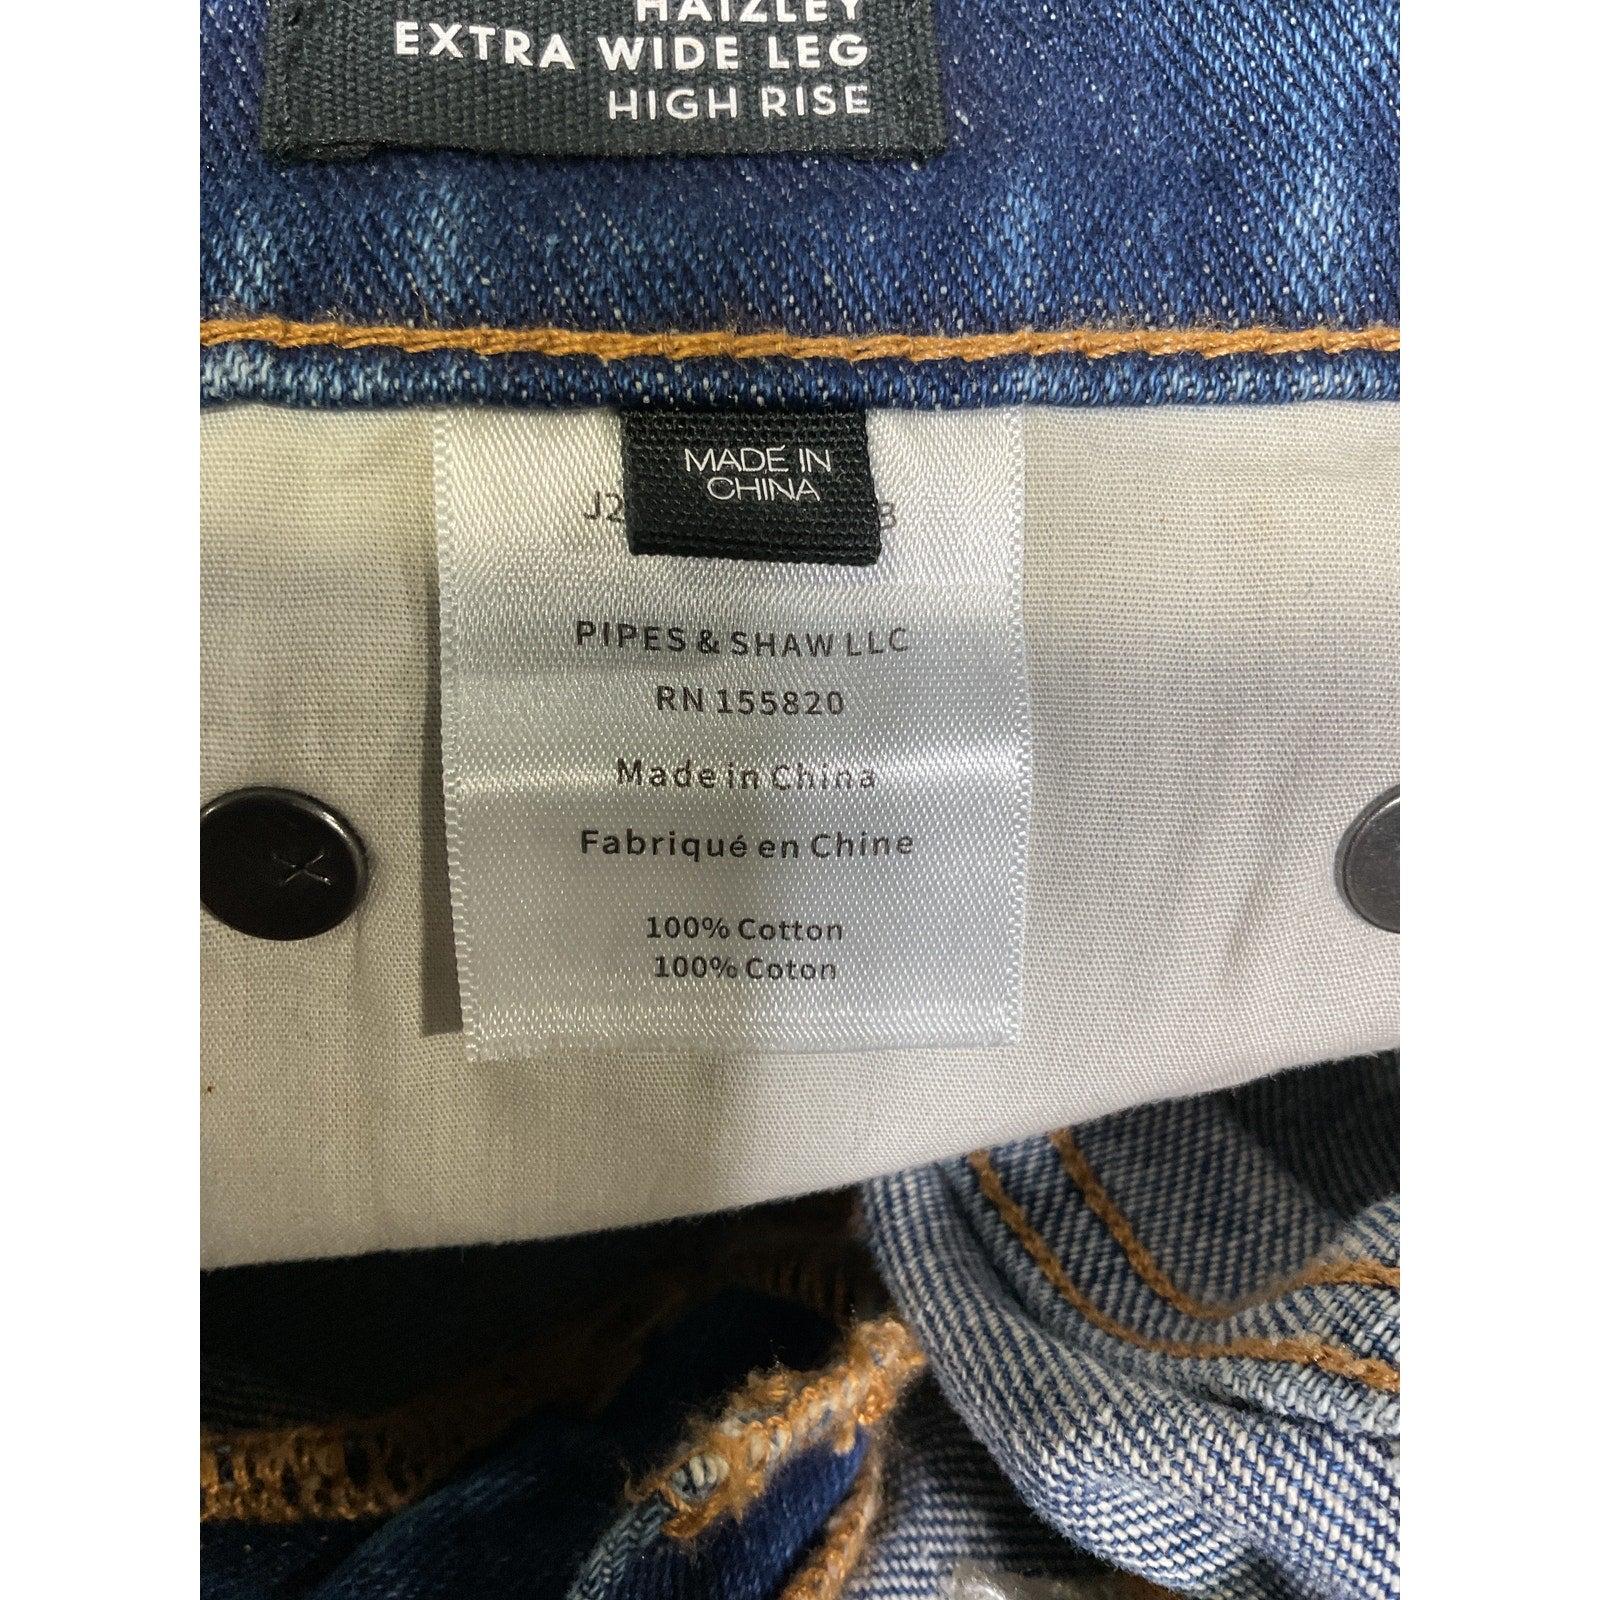 HAIZLEY
EXTRA WIDE LEG
HIGH RISE
MADE IN
CHINA
PIPES & SHAW LLC
RN 155820
Made in China
Fabriqué en Chine
100% Cotton
100% Coton